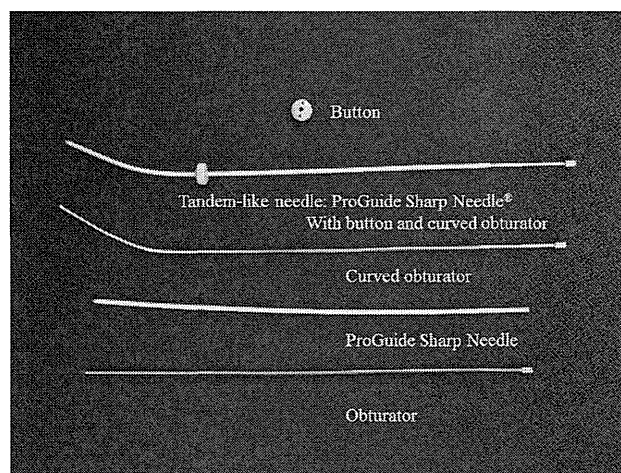 Button
Tandem-like needle: ProGuide Sharp Needle®
With button and curved obturator
Curved obturator
ProGuide Sharp Needle
Obturator